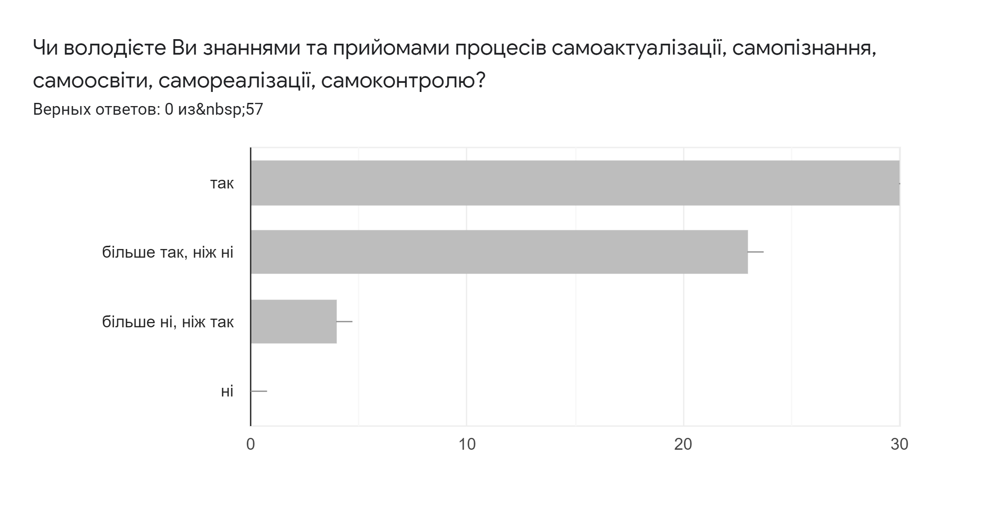 Чи володієте Ви знаннями та прийомами процесів самоактуалізації, самопізнання,
самоосвіти, самореалізації, самоконтролю?
Верных ответов: 0 из&nbsp;57
так
більше так, ніж ні
більше ні, ніж так
ні
0 10 20 30